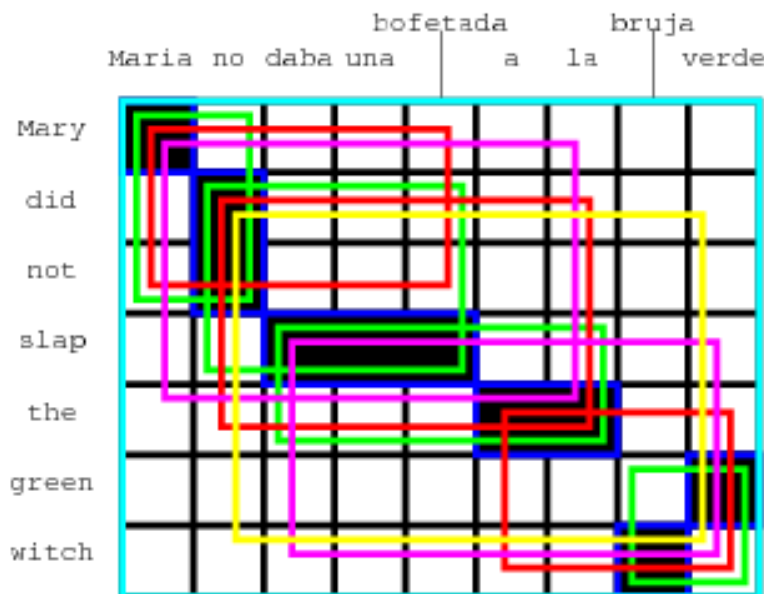 bofetada bruja
Maria no daba una a la verde
Mary
did
not
slap
the
green
witch